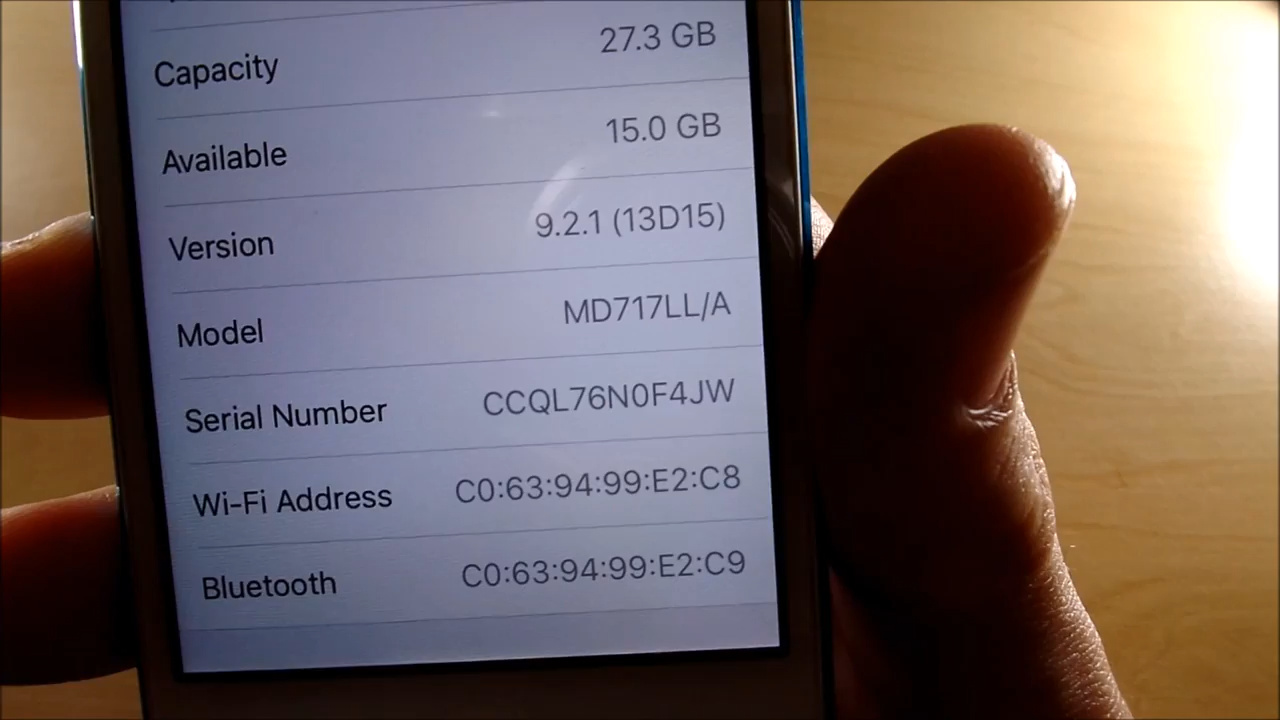 Capacity 27.3 GB
Available 15.0 GB
Version 9.2.1 (13D15)
Model MD717LL/A
Serial Number CCQL76N0F4JW
Wi-Fi Address C0:63:94:99:E2:C8
Bluetooth C0:63:94:99:E2:C9